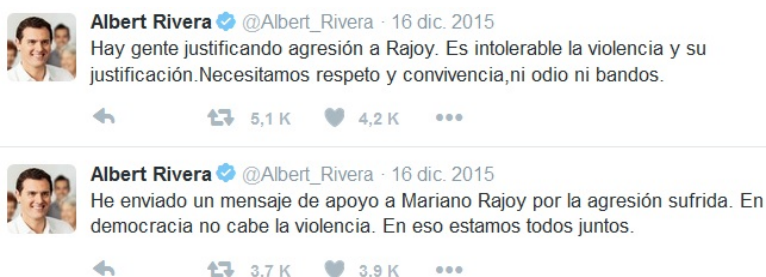 Albert Rivera @Albert_Rivera · 16 dic. 2015
Hay gente justificando agresión a Rajoy. Es intolerable la violencia y su
justificación.Necesitamos respeto y convivencia,ni odio ni bandos.
5,1 K 4,2 K
Albert Rivera @Albert_Rivera · 16 dic. 2015
He enviado un mensaje de apoyo a Mariano Rajoy por la agresión sufrida. En
democracia no cabe la violencia. En eso estamos todos juntos.
3,7 K 3,9 K